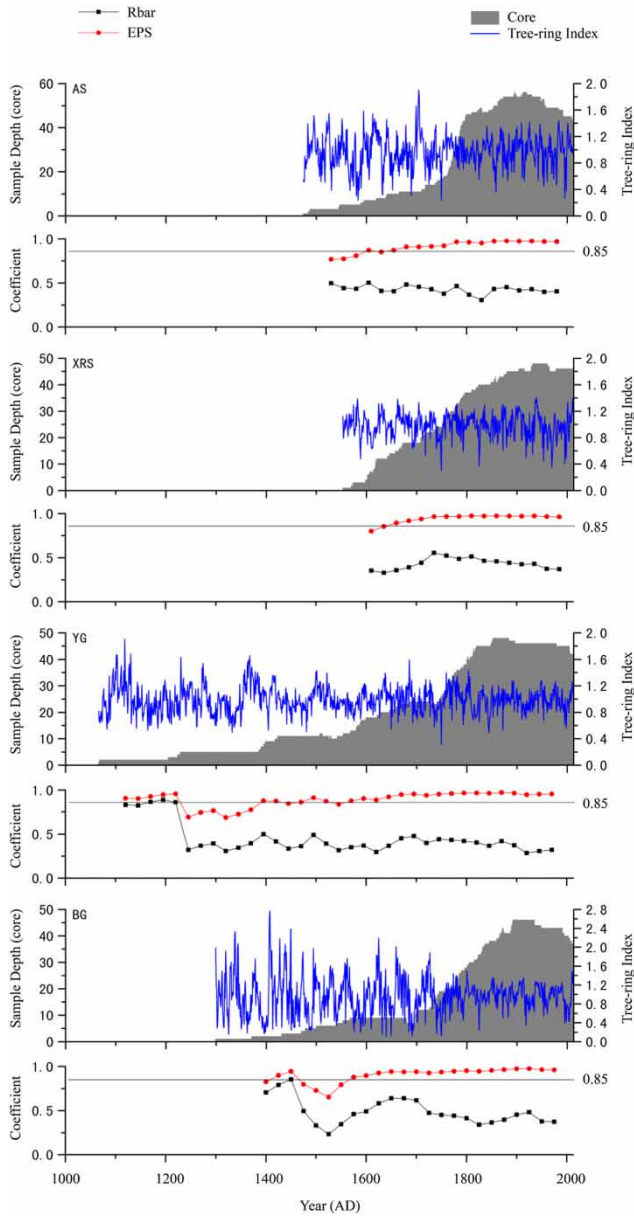 Rbar
EPS
Core
Tree-ring Index
AS
Sample Depth (core)
60
40
20
0
2.0
1.6
1.2
0.8
0.4
0.0
Tree-ring Index
Coefficient
1.0
0.5
0.0
0.85
XRS
Sample Depth (core)
50
40
30
20
10
0
2.0
1.6
1.2
0.8
0.4
0.0
Tree-ring Index
Coefficient
1.0
0.5
0.0
0.85
YG
Sample Depth (core)
50
40
30
20
10
0
2.0
1.6
1.2
0.8
0.4
0.0
Tree-ring Index
Coefficient
1.0
0.5
0.0
0.85
BG
Sample Depth (core)
50
40
30
20
10
0
2.8
2.4
2.0
1.6
1.2
0.8
0.4
0.0
Tree-ring Index
Coefficient
1.0
0.5
0.0
0.85
1000 1200 1400 1600 1800 2000
Year (AD)